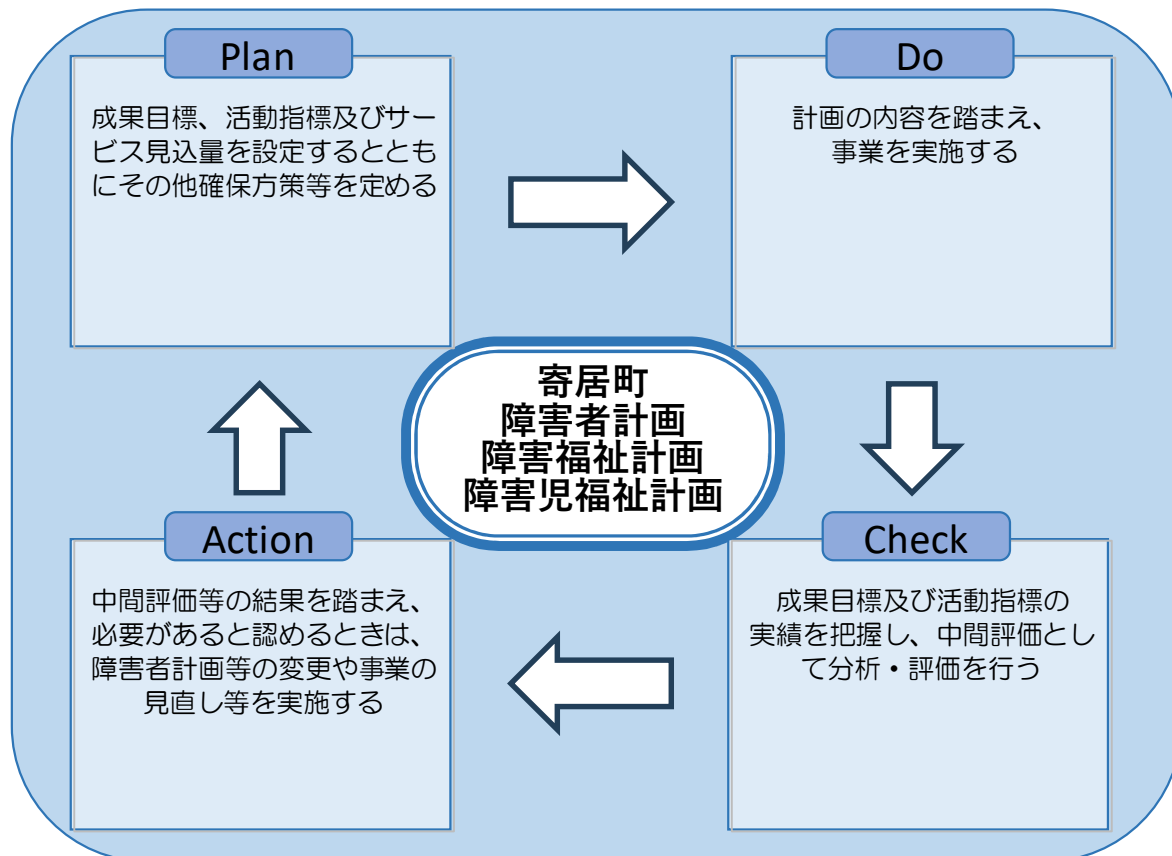 Plan
成果目標、活動指標及びサー
ビス見込量を設定するととも
にその他確保方策等を定める
Do
計画の内容を踏まえ、
事業を実施する
寄居町
障害者計画
障害福祉計画
障害児福祉計画
Action
中間評価等の結果を踏まえ、
必要があると認めるときは、
障害者計画等の変更や事業の
見直し等を実施する
Check
成果目標及び活動指標の
実績を把握し、中間評価とし
て分析・評価を行う